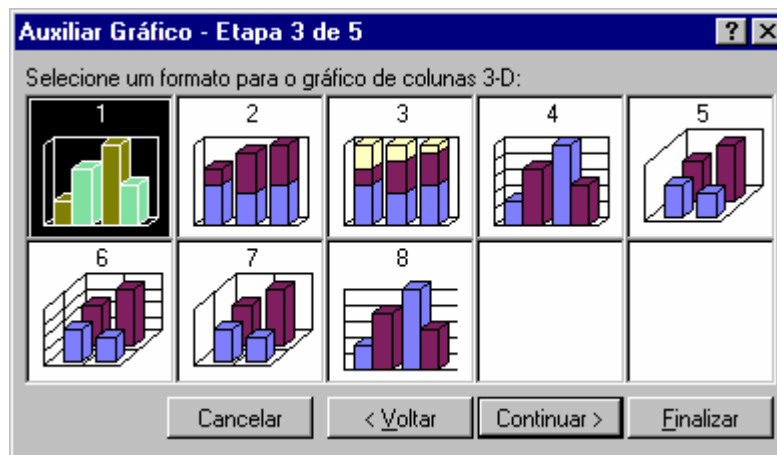 Auxiliar Gráfico - Etapa 3 de 5
Selecione um formato para o gráfico de colunas 3-D:
1 2 3 4 5
6 7 8
Cancelar < Voltar Continuar > Finalizar